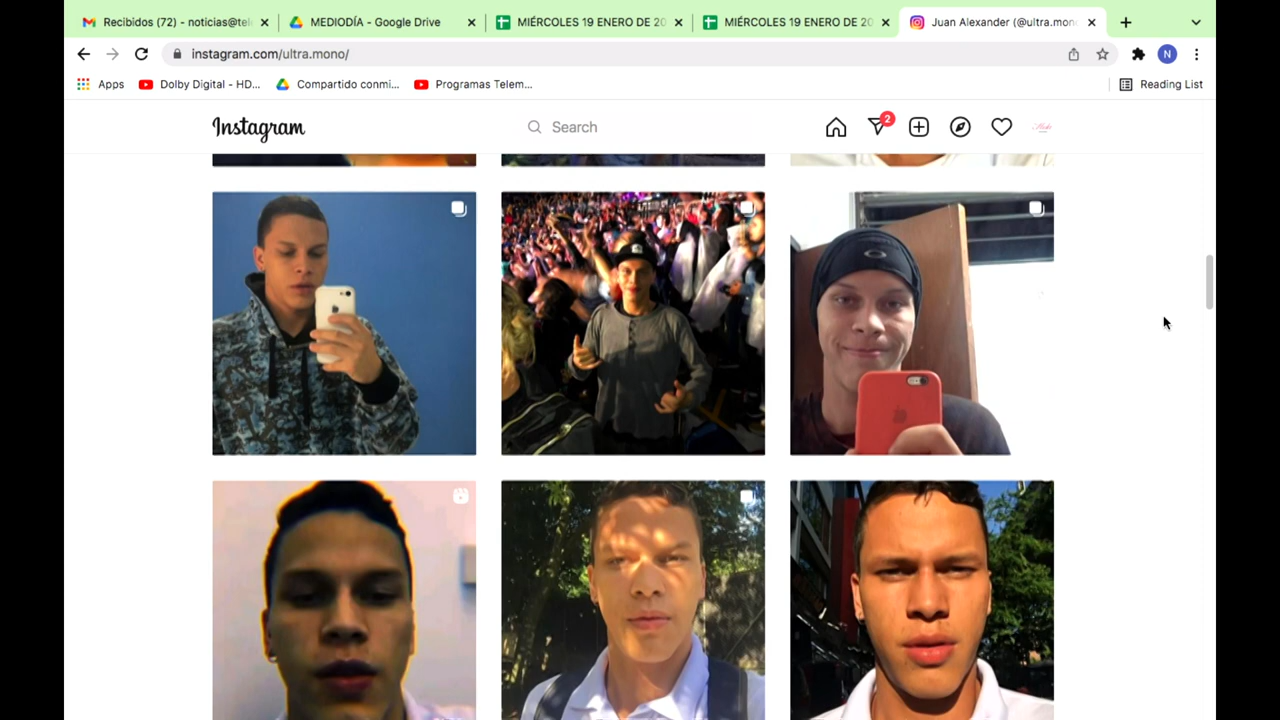 Recibidos (72) - noticias@tel
MEDIODÍA - Google Drive
MIÉRCOLES 19 ENERO DE 20
MIÉRCOLES 19 ENERO DE 20
Juan Alexander (@ultra.mon
instagram.com/ultra.mono/
N
Apps
Dolby Digital - HD...
Compartido conmi...
Programas Telem...
Reading List
Instagram
Search
2